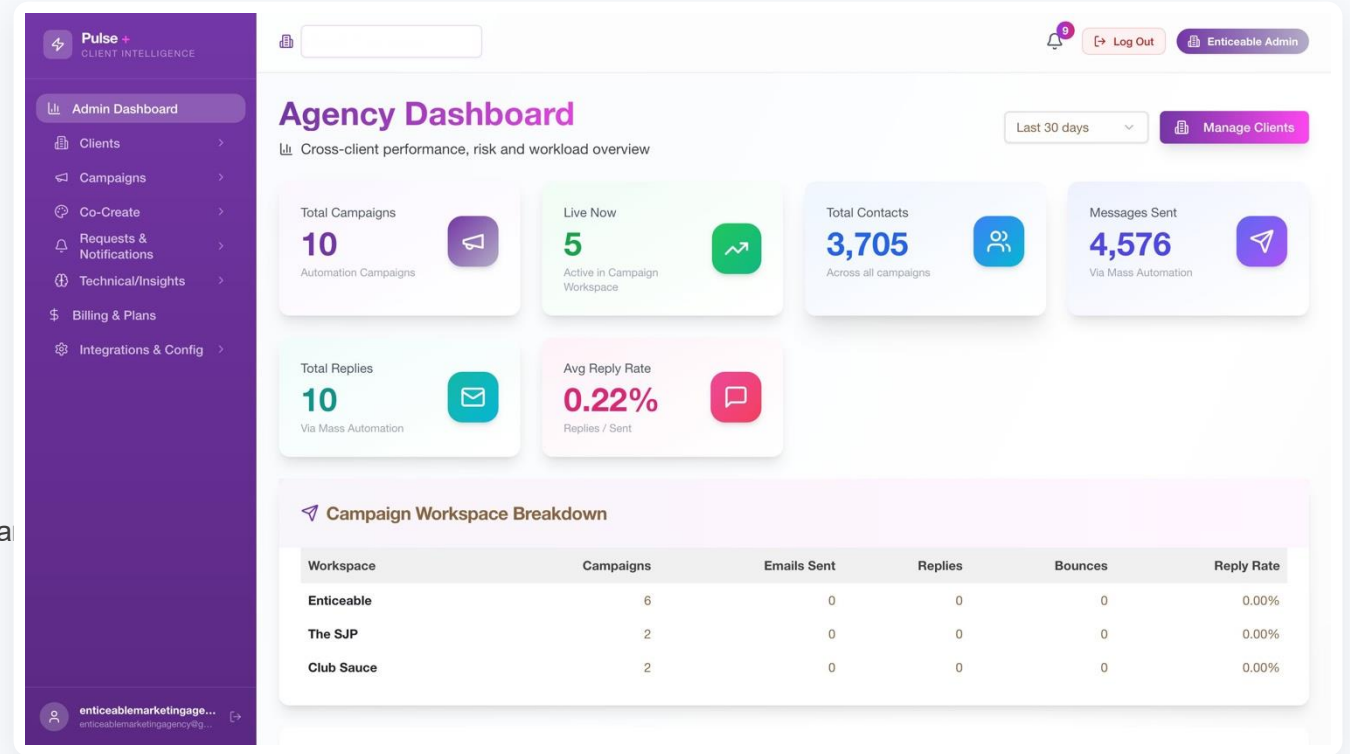 Pulse +
CLIENT INTELLIGENCE
Admin Dashboard
Clients
Campaigns
Co-Create
Requests &
Notifications
Technical/Insights
$ Billing & Plans
Integrations & Config
enticeablemarketingage...
enticeablemarketingagency@g...
9
Log Out
Enticeable Admin
Agency Dashboard
Cross-client performance, risk and workload overview
Last 30 days
Manage Clients
Total Campaigns
10
Automation Campaigns
Live Now
5
Active in Campaign
Workspace
Total Contacts
3,705
Across all campaigns
Messages Sent
4,576
Via Mass Automation
Total Replies
10
Via Mass Automation
Avg Reply Rate
0.22%
Replies / Sent
Campaign Workspace Breakdown
Workspace Campaigns Emails Sent Replies Bounces Reply Rate
Enticeable 6 0 0 0 0.00%
The SJP 2 0 0 0 0.00%
Club Sauce 2 0 0 0 0.00%